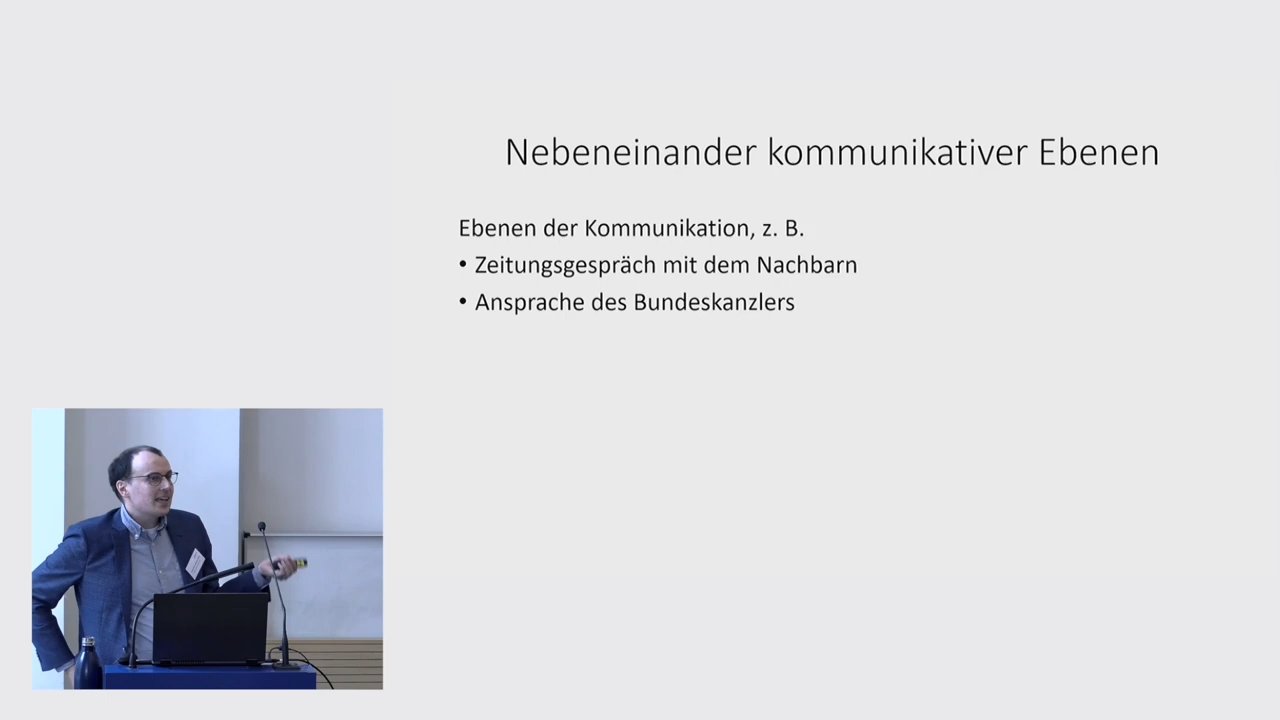 Nebeneinander kommunikativer Ebenen
Ebenen der Kommunikation, z. B.
• Zeitungsgespräch mit dem Nachbarn
• Ansprache des Bundeskanzlers